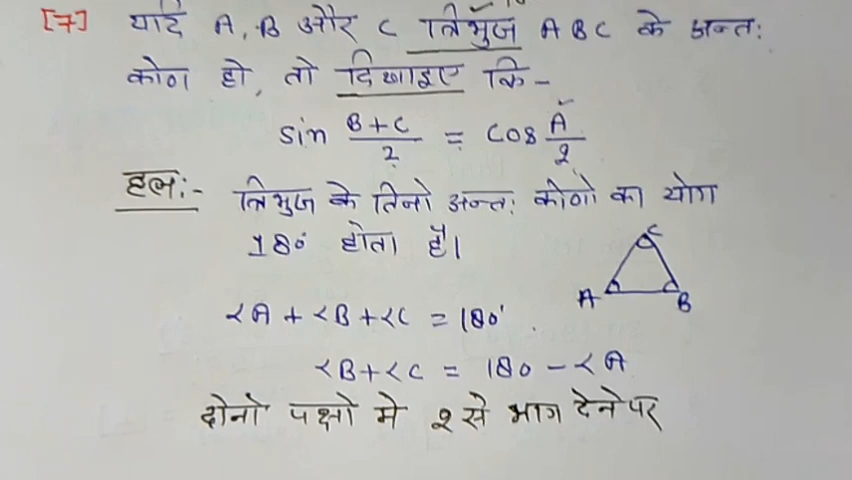 [7] यदि A, B और C त्रिभुज ABC के अन्त:
कोण हो, तो दिखाइए कि -
sin B+C/2 = cos A/2
हल:- त्रिभुज के तिनो अन्त: कोणो का योग
180° होता है।
C
A B
<A + <B + <C = 180°
<B + <C = 180 - <A
दोनो पक्षो मे 2 से भाग देने पर